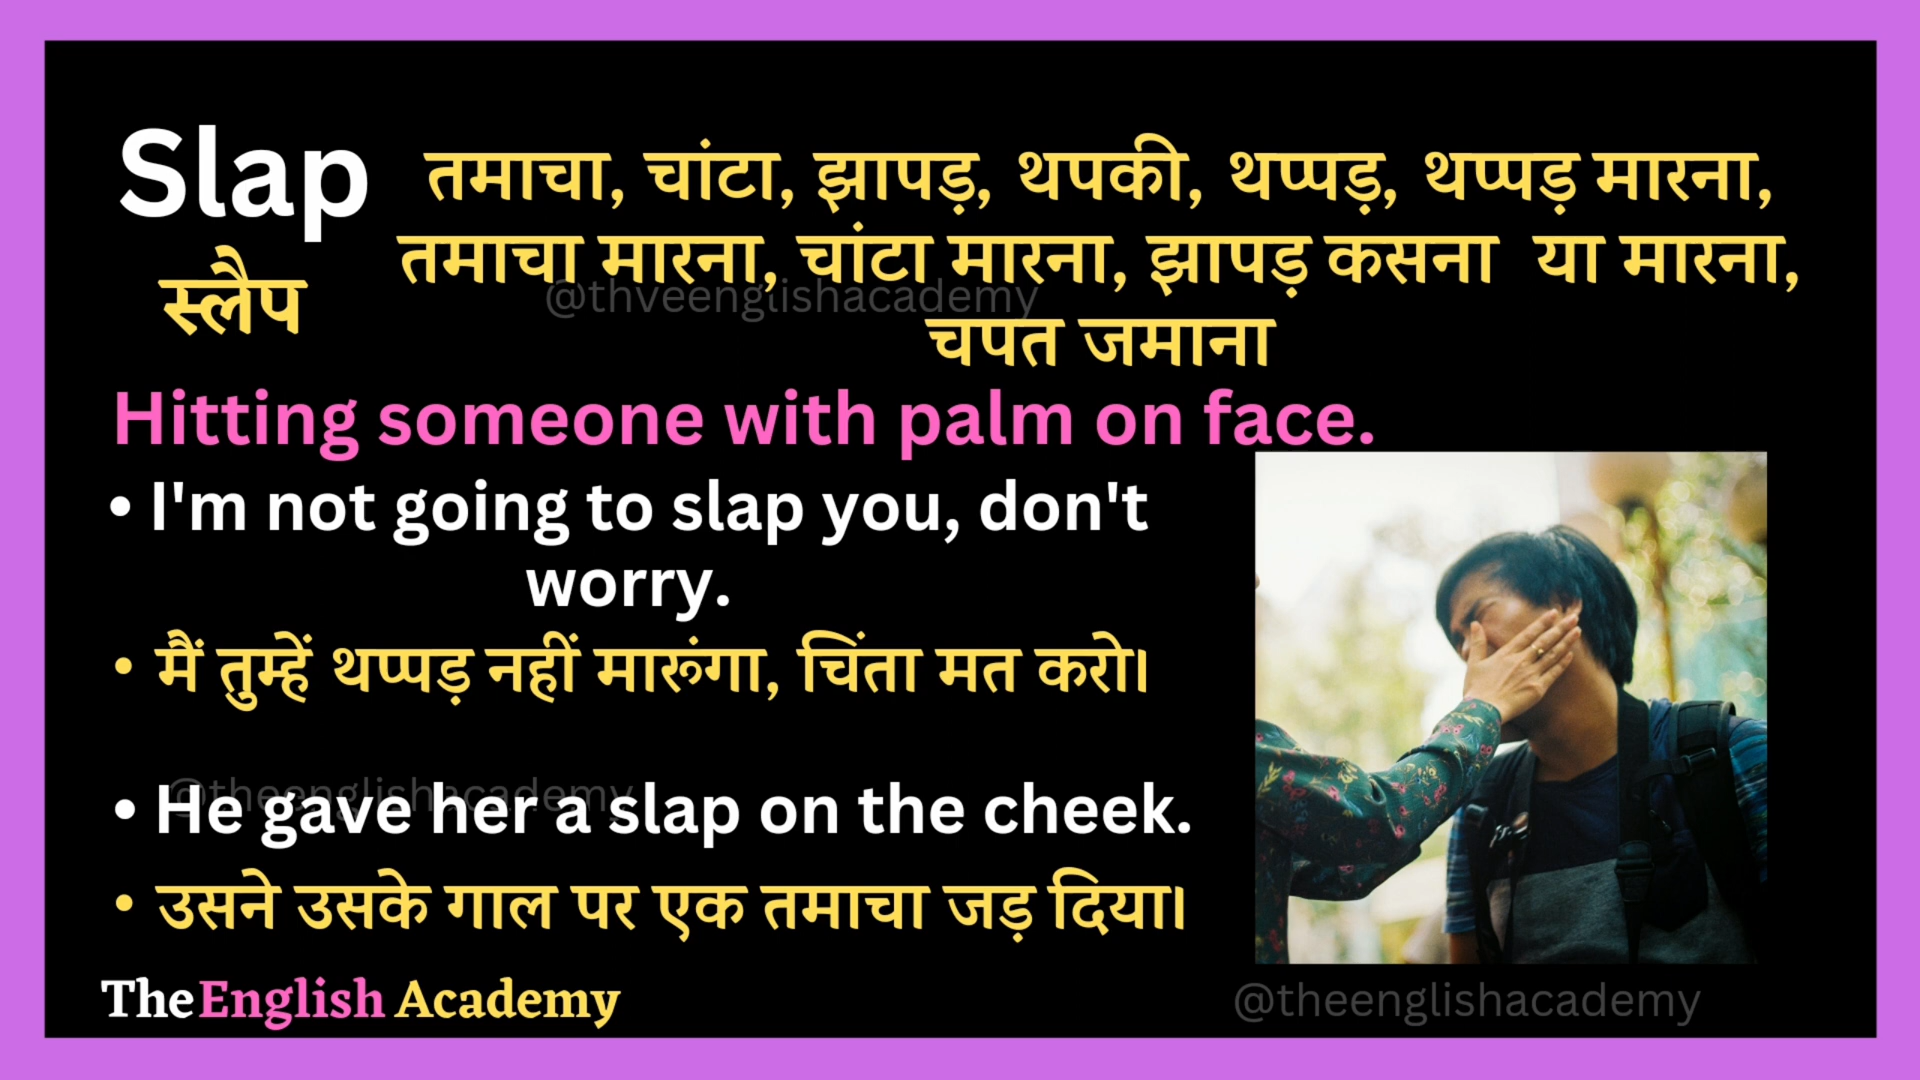 Slap
स्लैप
तमाचा, चांटा, झापड़, थपकी, थप्पड़, थप्पड़ मारना,
तमाचा मारना, चांटा मारना, झापड़ कसना या मारना,
चपत जमाना
@thveenglishacademy
Hitting someone with palm on face.
• I'm not going to slap you, don't
worry.
• मैं तुम्हें थप्पड़ नहीं मारूंगा, चिंता मत करो।
@theenglishacademy
• He gave her a slap on the cheek.
• उसने उसके गाल पर एक तमाचा जड़ दिया।
The English Academy
@theenglishacademy